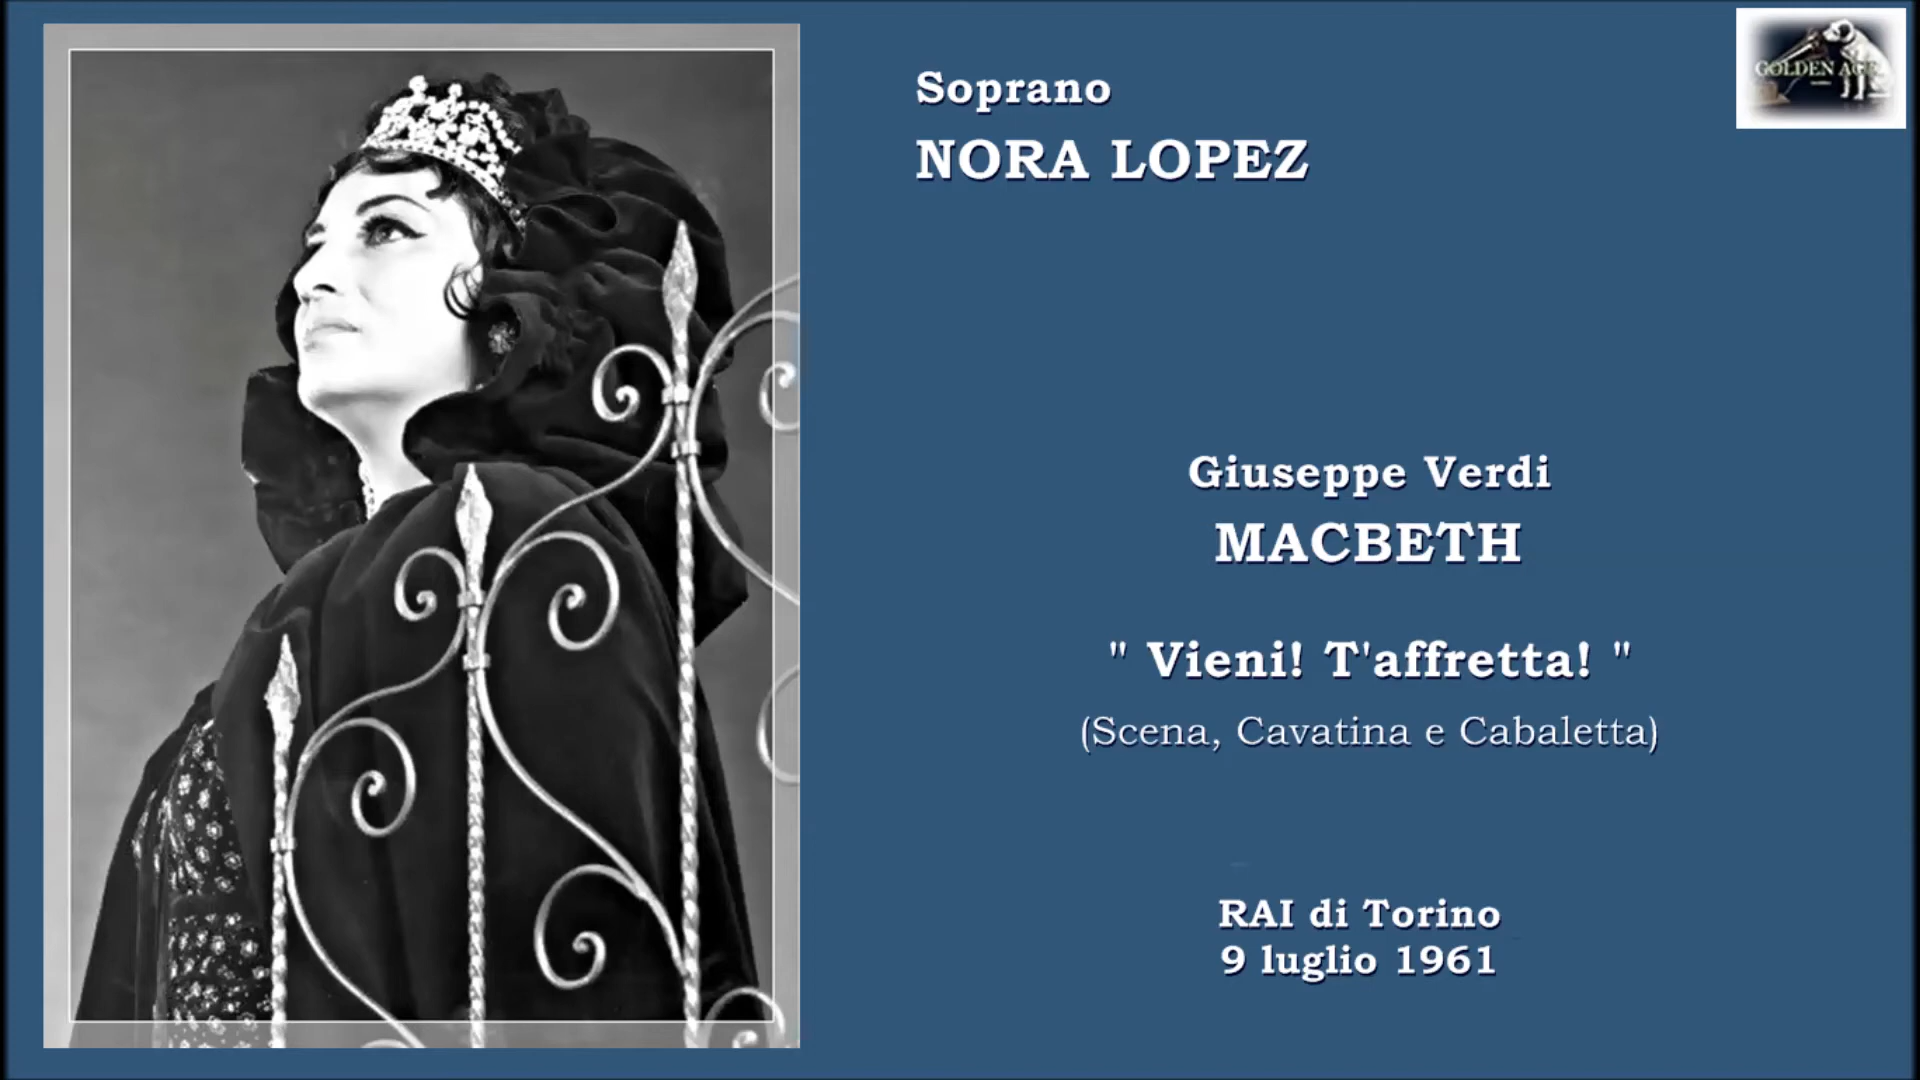 GOLDEN AGE
Soprano
NORA LOPEZ
Giuseppe Verdi
MACBETH
" Vieni! T'affretta! "
(Scena, Cavatina e Cabaletta)
RAI di Torino
9 luglio 1961